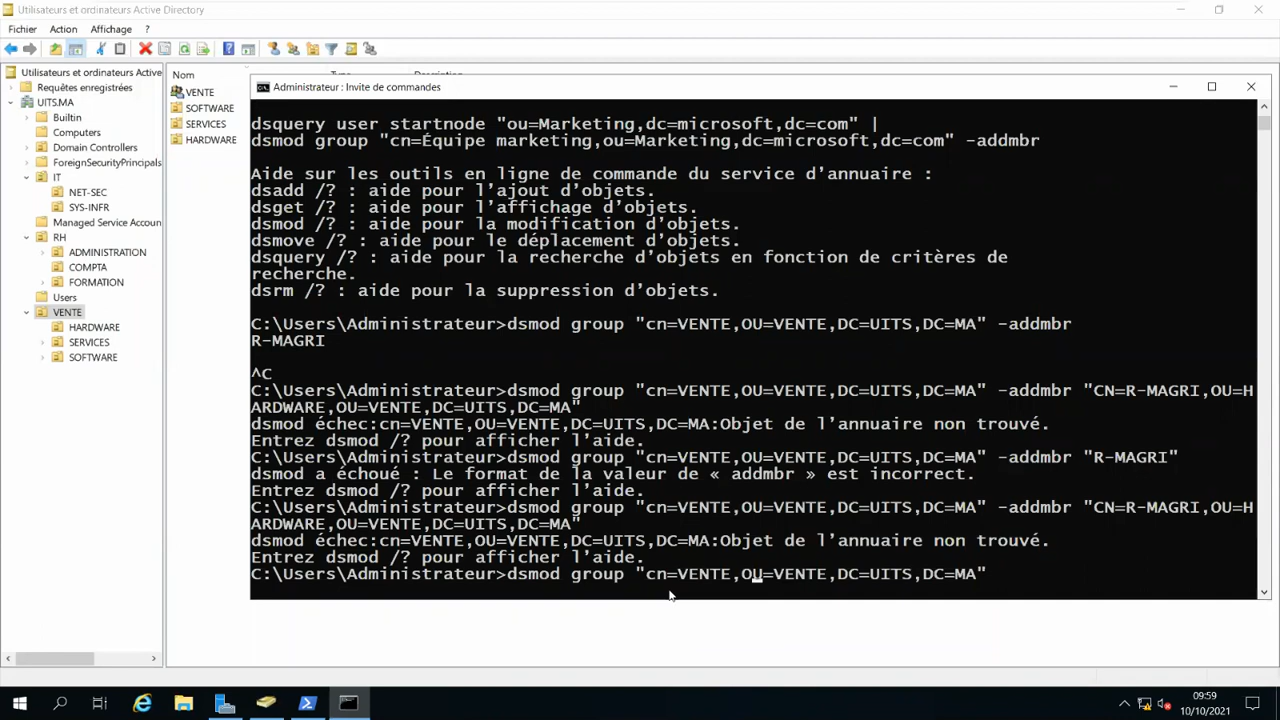 Utilisateurs et ordinateurs Active Directory
Fichier Action Affichage ?
Utilisateurs et ordinateurs Active
Requêtes enregistrées
UITS.MA
Builtin
Computers
Domain Controllers
ForeignSecurityPrincipals
IT
NET-SEC
SYS-INFR
Managed Service Accoun
RH
ADMINISTRATION
COMPTA
FORMATION
Users
VENTE
HARDWARE
SERVICES
SOFTWARE
Nom
VENTE
SOFTWARE
SERVICES
HARDWARE
Administrateur : Invite de commandes
dsquery user startnode "ou=Marketing,dc=microsoft,dc=com" |
dsmod group "cn=Équipe marketing,ou=Marketing,dc=microsoft,dc=com" -addmbr
Aide sur les outils en ligne de commande du service d'annuaire :
dsadd /? : aide pour l'ajout d'objets.
dsget /? : aide pour l'affichage d'objets.
dsmod /? : aide pour la modification d'objets.
dsmove /? : aide pour le déplacement d'objets.
dsquery /? : aide pour la recherche d'objets en fonction de critères de
recherche.
dsrm /? : aide pour la suppression d'objets.
C:\Users\Administrateur>dsmod group "cn=VENTE,OU=VENTE,DC=UITS,DC=MA" -addmbr
R-MAGRI
^C
C:\Users\Administrateur>dsmod group "cn=VENTE,OU=VENTE,DC=UITS,DC=MA" -addmbr "CN=R-MAGRI,OU=H
ARDWARE,OU=VENTE,DC=UITS,DC=MA"
dsmod échec:cn=VENTE,OU=VENTE,DC=UITS,DC=MA:Objet de l'annuaire non trouvé.
Entrez dsmod /? pour afficher l'aide.
C:\Users\Administrateur>dsmod group "cn=VENTE,OU=VENTE,DC=UITS,DC=MA" -addmbr "R-MAGRI"
dsmod a échoué : Le format de la valeur de « addmbr » est incorrect.
Entrez dsmod /? pour afficher l'aide.
C:\Users\Administrateur>dsmod group "cn=VENTE,OU=VENTE,DC=UITS,DC=MA" -addmbr "CN=R-MAGRI,OU=H
ARDWARE,OU=VENTE,DC=UITS,DC=MA"
dsmod échec:cn=VENTE,OU=VENTE,DC=UITS,DC=MA:Objet de l'annuaire non trouvé.
Entrez dsmod /? pour afficher l'aide.
C:\Users\Administrateur>dsmod group "cn=VENTE,OU=VENTE,DC=UITS,DC=MA"
09:59
10/10/2021